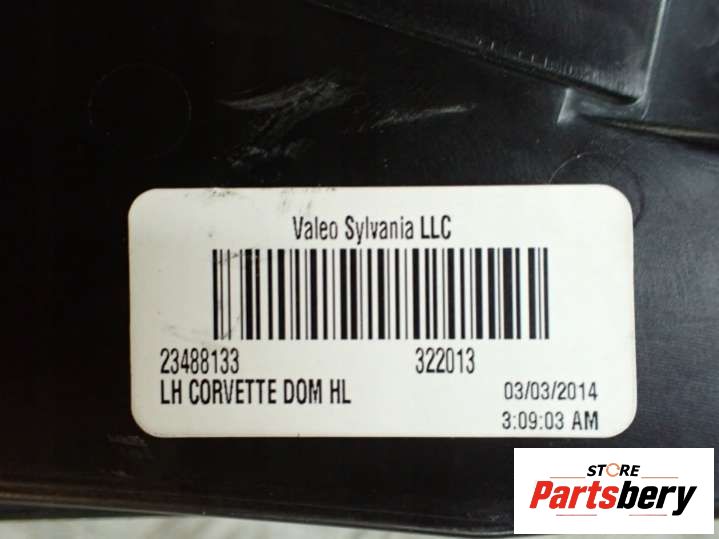 Valeo Sylvania LLC
23488133 322013
LH CORVETTE DOM HL 03/03/2014
3:09:03 AM
STORE
Partsbery